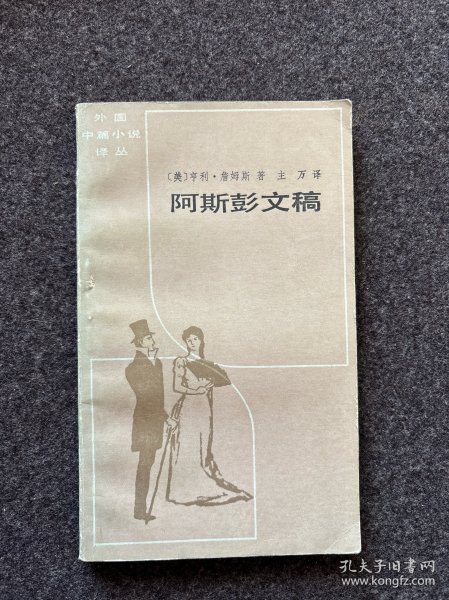 外国
中篇小说
译丛
〔美〕亨利·詹姆斯 著 主万 译
阿斯彭文稿
孔夫子旧书网
www.kongfz.com